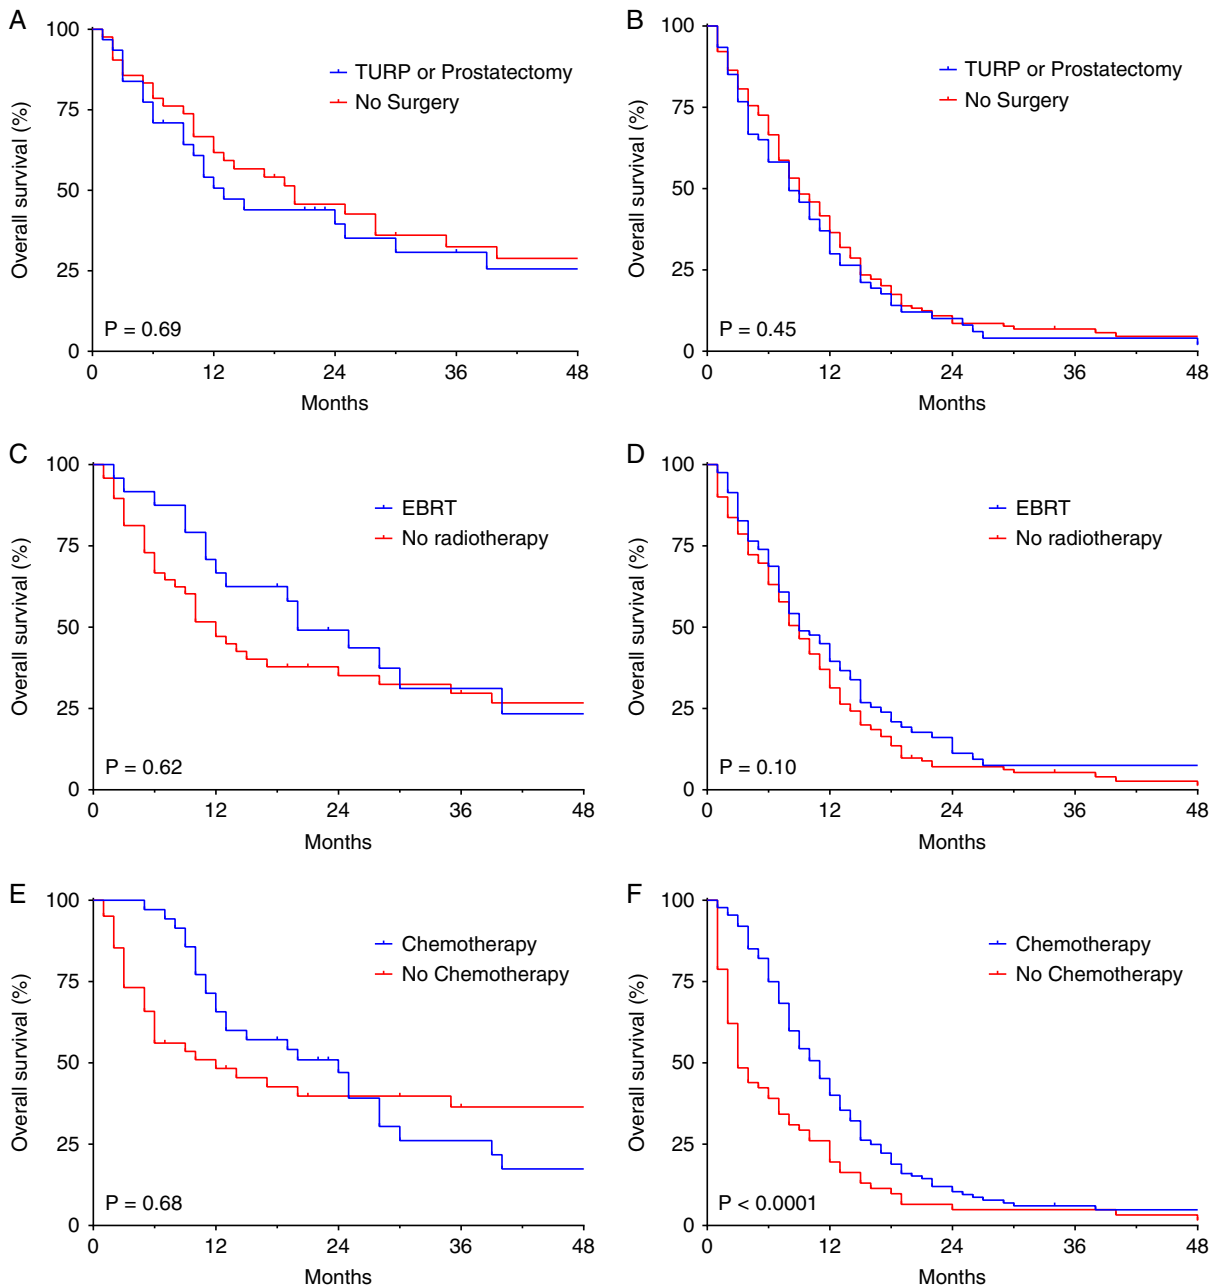 A
100
75
50
25
0
Overall survival (%)
TURP or Prostatectomy
No Surgery
P = 0.69
0 12 24 36 48
Months
B
100
75
50
25
0
Overall survival (%)
TURP or Prostatectomy
No Surgery
P = 0.45
0 12 24 36 48
Months
C
100
75
50
25
0
Overall survival (%)
EBRT
No radiotherapy
P = 0.62
0 12 24 36 48
Months
D
100
75
50
25
0
Overall survival (%)
EBRT
No radiotherapy
P = 0.10
0 12 24 36 48
Months
E
100
75
50
25
0
Overall survival (%)
Chemotherapy
No Chemotherapy
P = 0.68
0 12 24 36 48
Months
F
100
75
50
25
0
Overall survival (%)
Chemotherapy
No Chemotherapy
P < 0.0001
0 12 24 36 48
Months